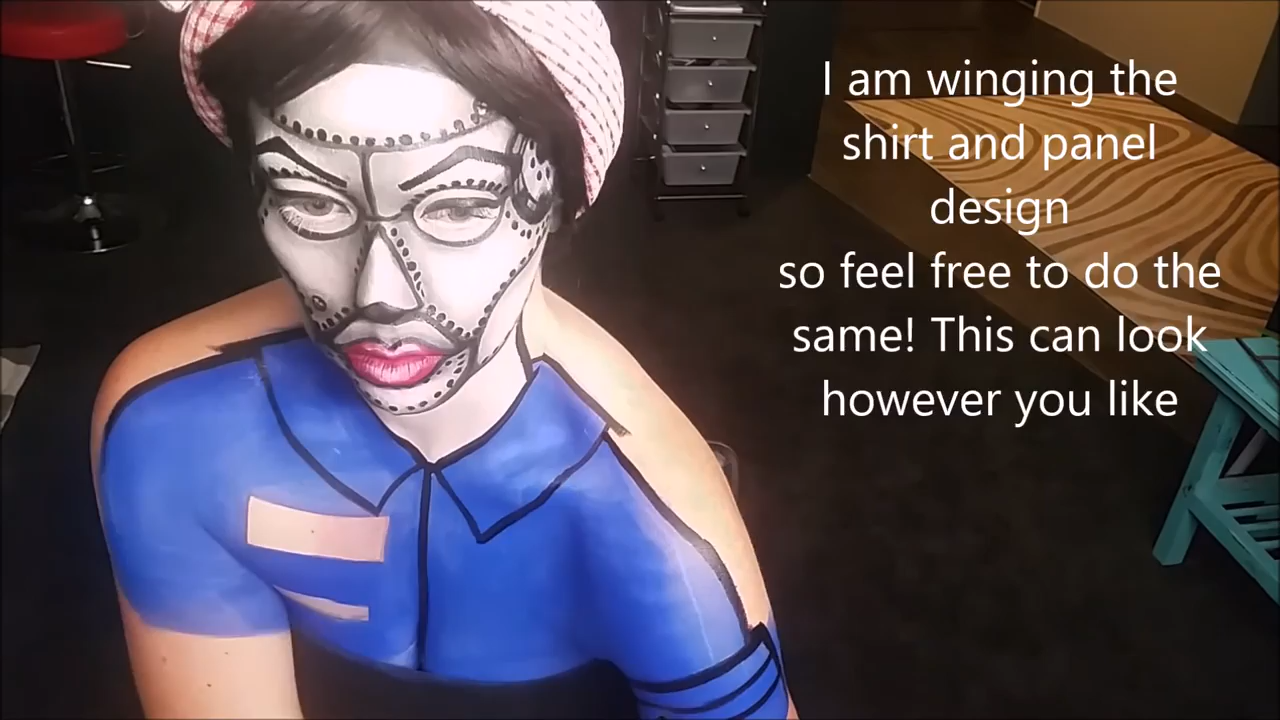 I am winging the
shirt and panel
design
so feel free to do the
same! This can look
however you like